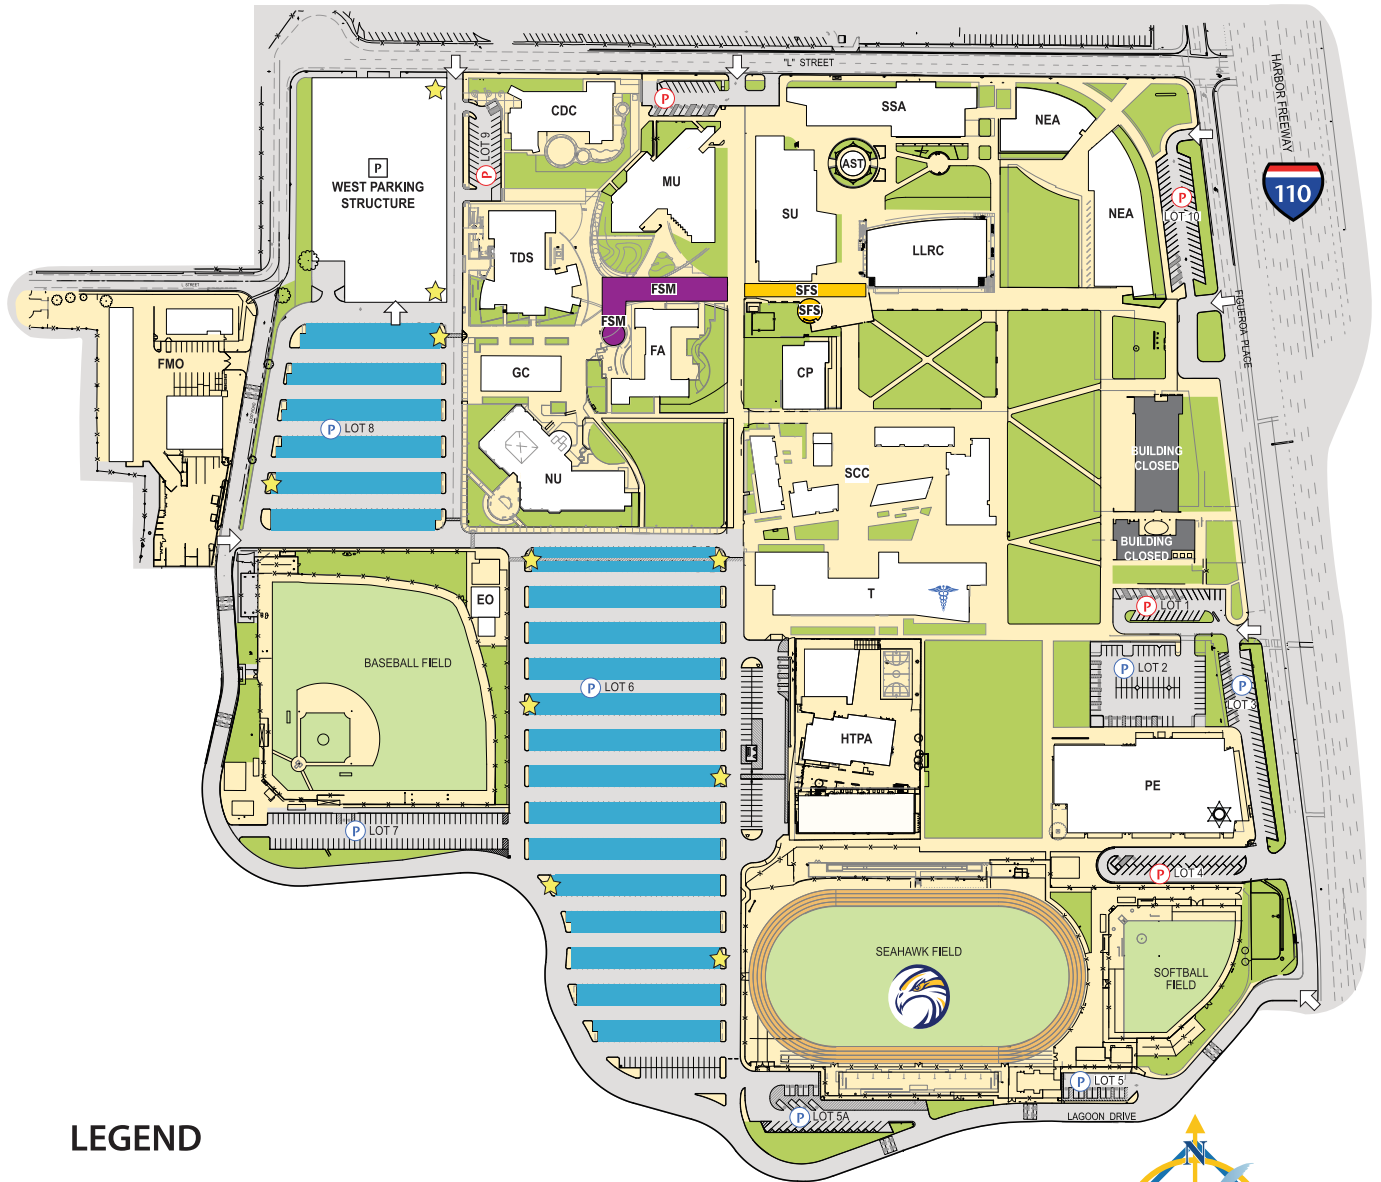 "L" STREET
HARBOR FREEWAY
110
P
WEST PARKING
STRUCTURE
P
LOT 9
CDC
P
MU
SSA
AST
SU
LLRC
NEA
NEA
P
LOT 10
TDS
FSM
FSM
SFS
SFS
FIGUEROA PLACE
L STREET
FMO
GC
FA
CP
P LOT 8
NU
SCC
BUILDING
CLOSED
BUILDING
CLOSED
EO
T
P LOT 1
BASEBALL FIELD
P LOT 6
P LOT 2
P
LOT 3
HTPA
PE
P LOT 7
P LOT 4
SEAHAWK FIELD
SOFTBALL
FIELD
P LOT 5
P LOT 5A
LAGOON DRIVE
LEGEND
N